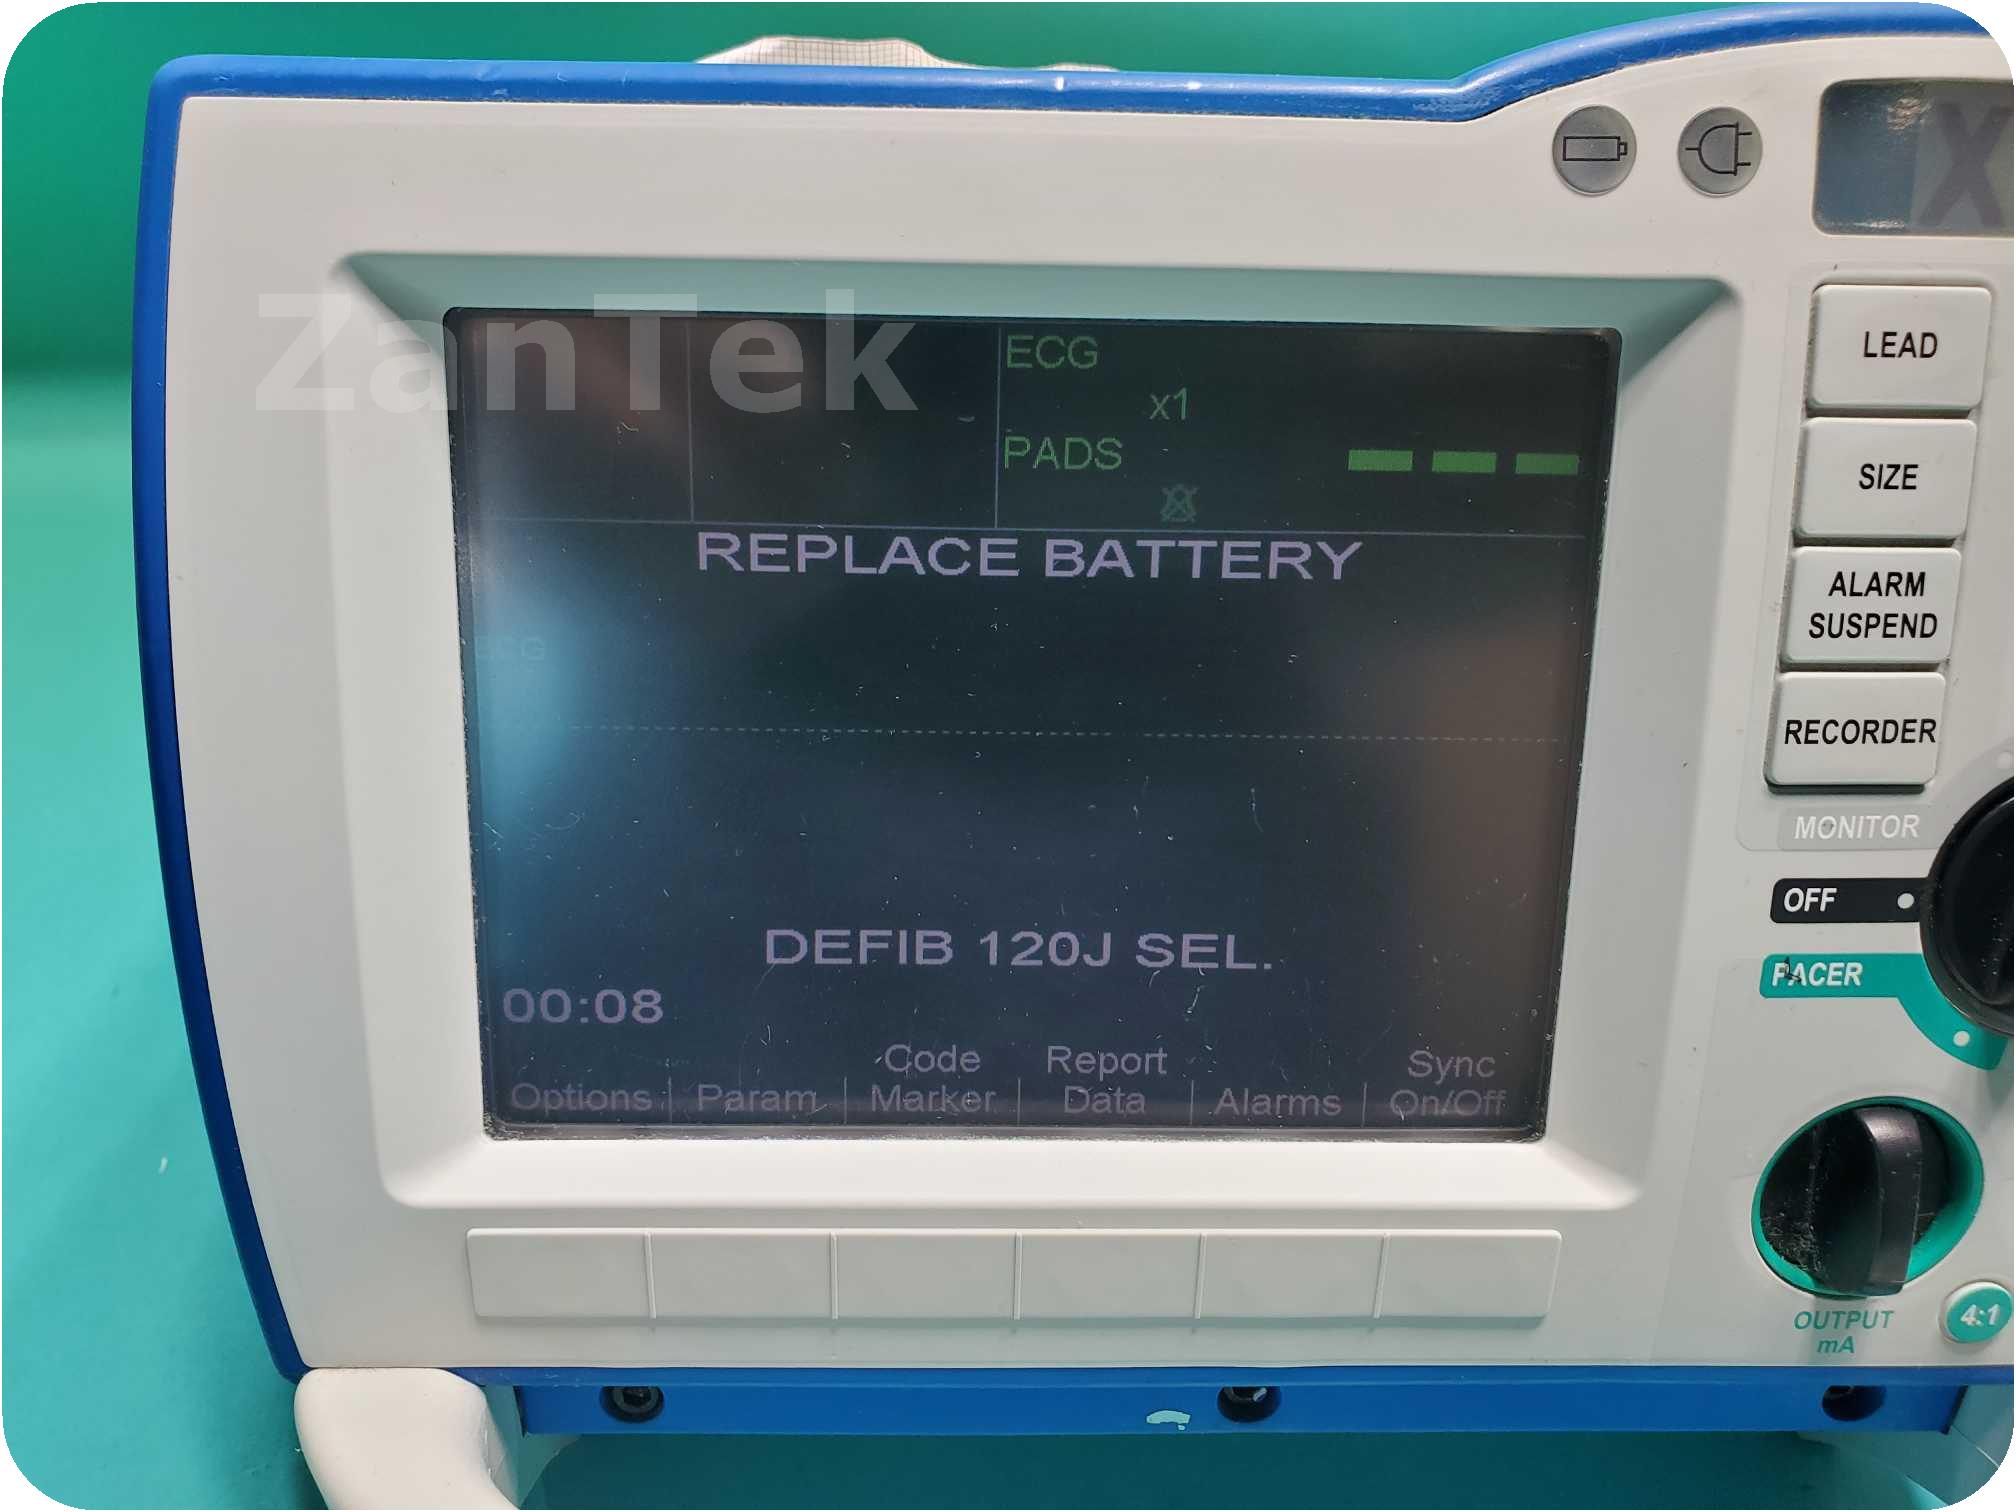 ZanTek
X
ECG
x1
PADS
REPLACE BATTERY
ECG
DEFIB 120J SEL.
00:08
Options
Param
Code
Marker
Report
Data
Alarms
Sync
On/Off
LEAD
SIZE
ALARM
SUSPEND
RECORDER
MONITOR
OFF
PACER
OUTPUT
mA
4:1